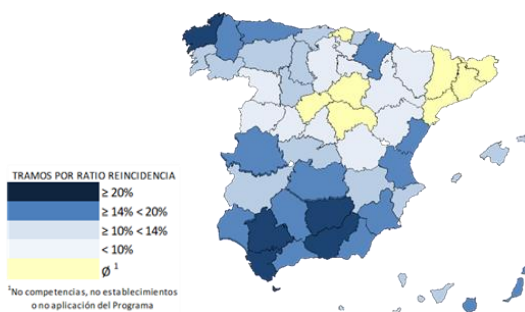 TRAMOS POR RATIO REINCIDENCIA
≥ 20%
≥ 14% < 20%
≥ 10% < 14%
< 10%
Ø ¹
¹No competencias, no establecimientos
o no aplicación del Programa